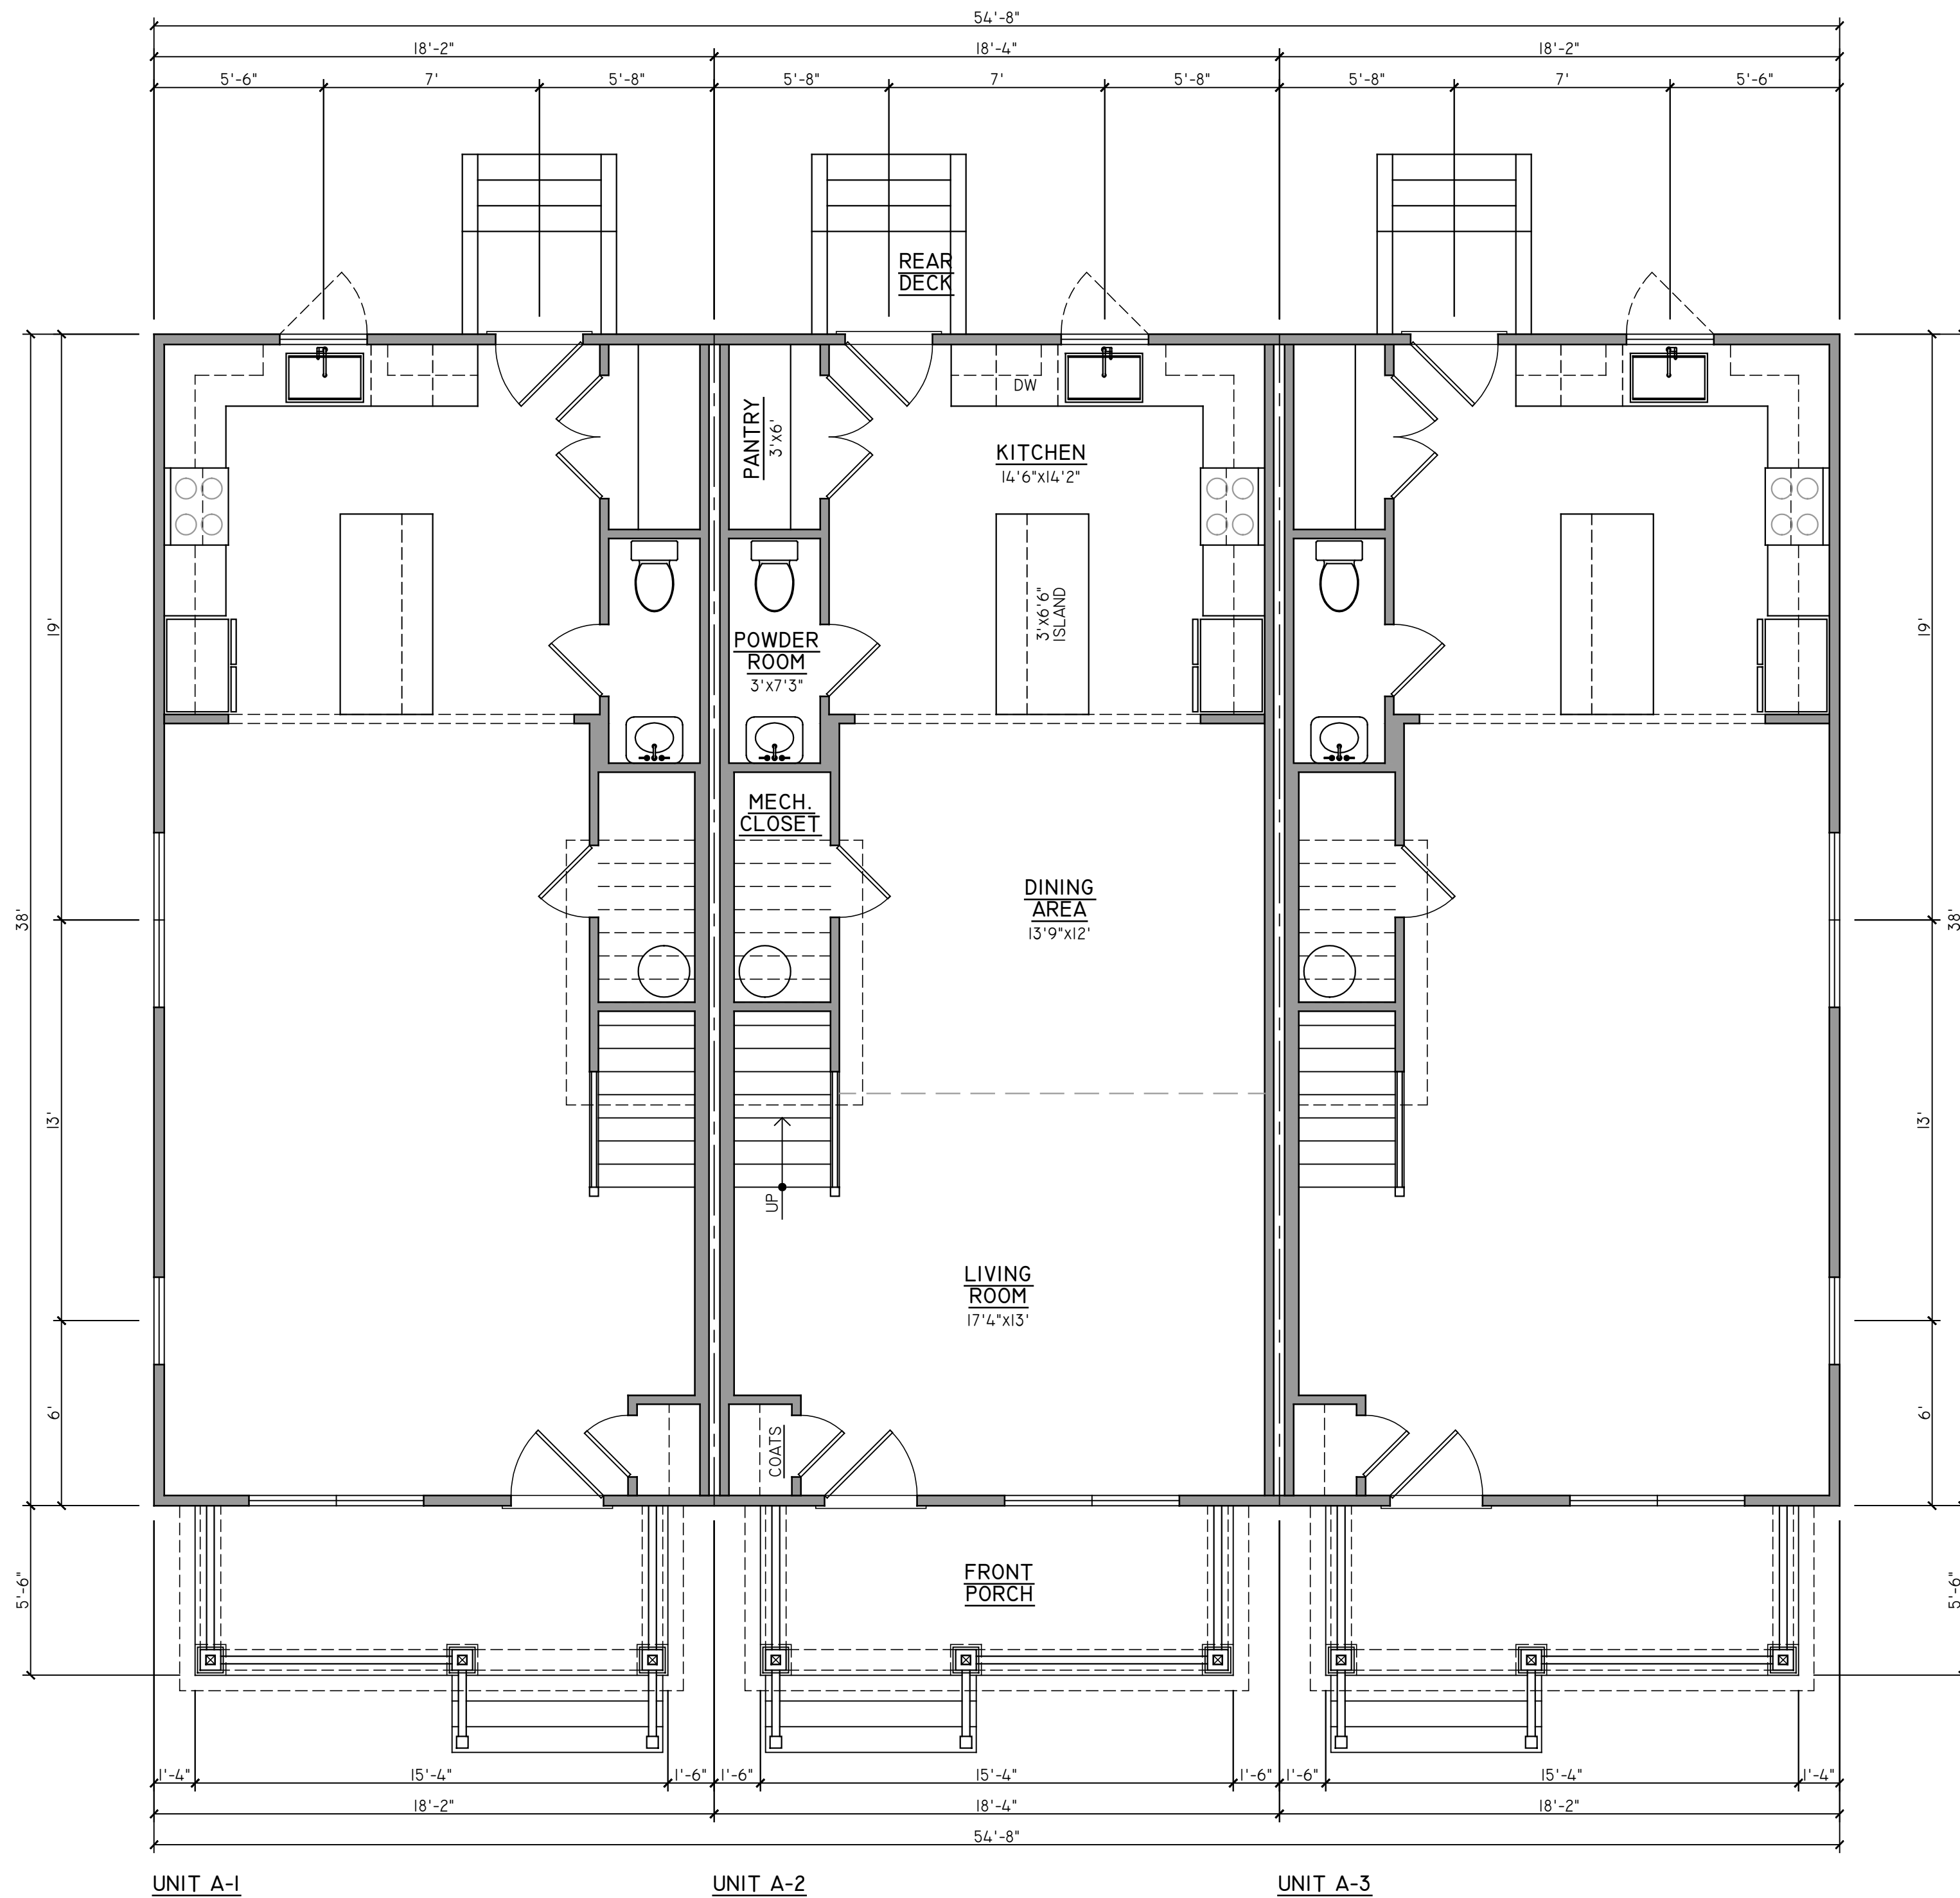 54'-8"
18'-2" 18'-4" 18'-2"
5'-6" 7' 5'-8" 5'-8" 7' 5'-8" 5'-8" 7' 5'-6"
REAR
DECK
DW
PANTRY
3'x6'
KITCHEN
14'6"x14'2"
3'x6'6"
ISLAND
POWDER
ROOM
3'x7'3"
19'
19'
MECH.
CLOSET
DINING
AREA
13'9"x12'
38'
38'
13'
13'
UP
LIVING
ROOM
17'4"x13'
6'
6'
COATS
5'-6"
5'-6"
FRONT
PORCH
1'-4" 15'-4" 1'-6" 1'-6" 15'-4" 1'-6" 1'-6" 15'-4" 1'-4"
18'-2" 18'-4" 18'-2"
54'-8"
UNIT A-1 UNIT A-2 UNIT A-3